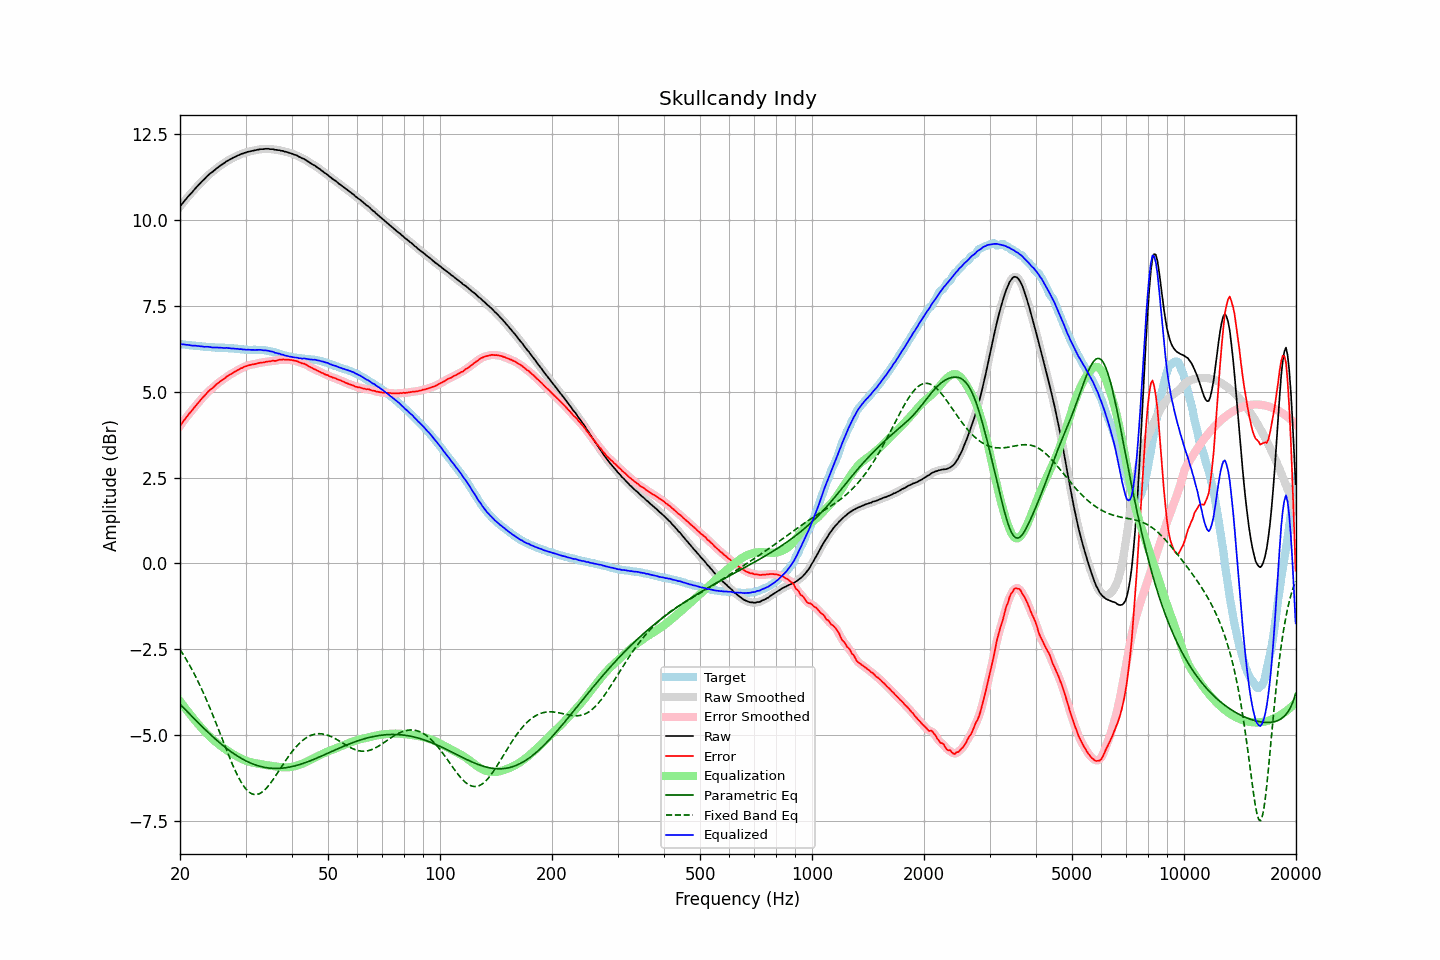 Skullcandy Indy
12.5
10.0
7.5
5.0
2.5
0.0
−2.5
−5.0
−7.5
Amplitude (dBr)
Target
Raw Smoothed
Error Smoothed
Raw
Error
Equalization
Parametric Eq
Fixed Band Eq
Equalized
20 50 100 200 500 1000 2000 5000 10000 20000
Frequency (Hz)